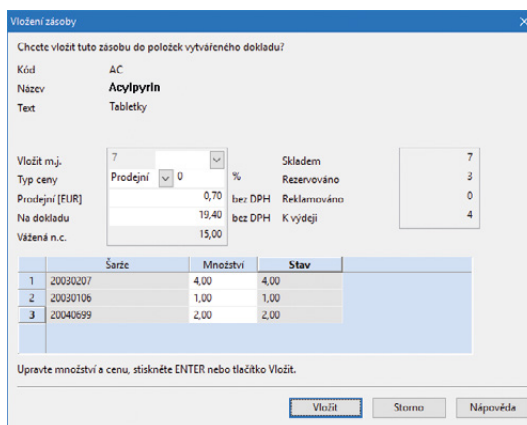 Vložení zásoby
Chcete vložit tuto zásobu do položek vytvářeného dokladu?
Kód AC
Název Acylpyrin
Text Tabletky
Vložit m.j. 7 Skladem 7
Typ ceny Prodejní 0 % Rezervováno 3
Prodejní [EUR] 0,70 bez DPH Reklamováno 0
Na dokladu 19,40 bez DPH K výdeji 4
Vážená n.c. 15,00
Šarže Množství Stav
1 20030207 4,00 4,00
2 20030106 1,00 1,00
3 20040699 2,00 2,00
Upravte množství a cenu, stiskněte ENTER nebo tlačítko Vložit.
Vložit Storno Nápověda